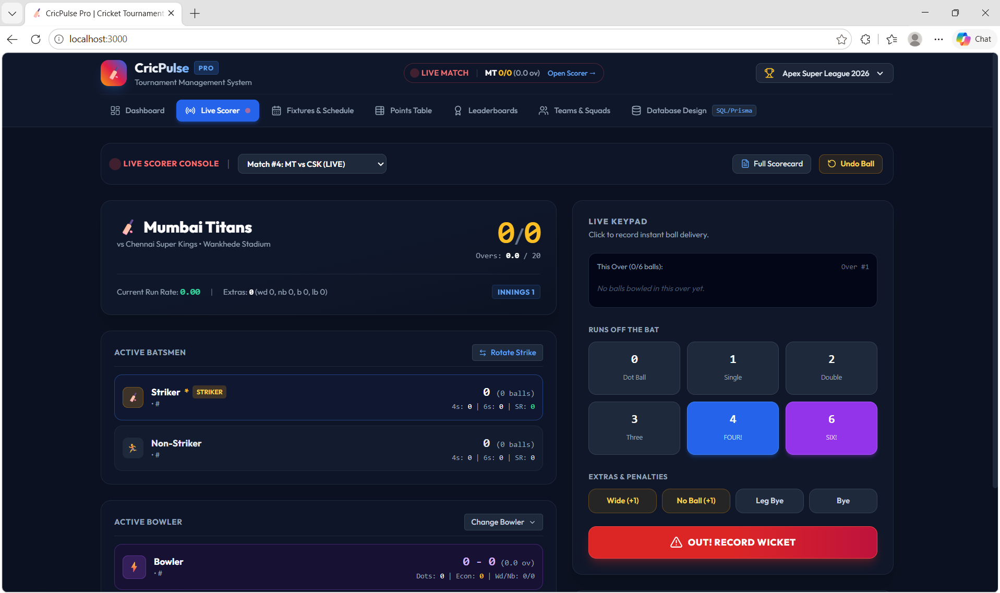 CricPulse Pro | Cricket Tournament
localhost:3000
Chat
CricPulse PRO
Tournament Management System
LIVE MATCH MT 0/0 (0.0 ov) Open Scorer →
Apex Super League 2026
Dashboard
Live Scorer
Fixtures & Schedule
Points Table
Leaderboards
Teams & Squads
Database Design SQL/Prisma
LIVE SCORER CONSOLE |
Match #4: MT vs CSK (LIVE)
Full Scorecard
Undo Ball
Mumbai Titans
vs Chennai Super Kings • Wankhede Stadium
0/0
Overs: 0.0 / 20
Current Run Rate: 0.00 | Extras: 0 (wd 0, nb 0, b 0, lb 0)
INNINGS 1
ACTIVE BATSMEN
Rotate Strike
Striker * STRIKER
• #
0 (0 balls)
4s: 0 | 6s: 0 | SR: 0
Non-Striker
• #
0 (0 balls)
4s: 0 | 6s: 0 | SR: 0
ACTIVE BOWLER
Change Bowler
Bowler
• #
0 - 0 (0.0 ov)
Dots: 0 | Econ: 0 | Wd/Nb: 0/0
LIVE KEYPAD
Click to record instant ball delivery.
This Over (0/6 balls):
Over #1
No balls bowled in this over yet.
RUNS OFF THE BAT
0
Dot Ball
1
Single
2
Double
3
Three
4
FOUR!
6
SIX!
EXTRAS & PENALTIES
Wide (+1)
No Ball (+1)
Leg Bye
Bye
OUT! RECORD WICKET